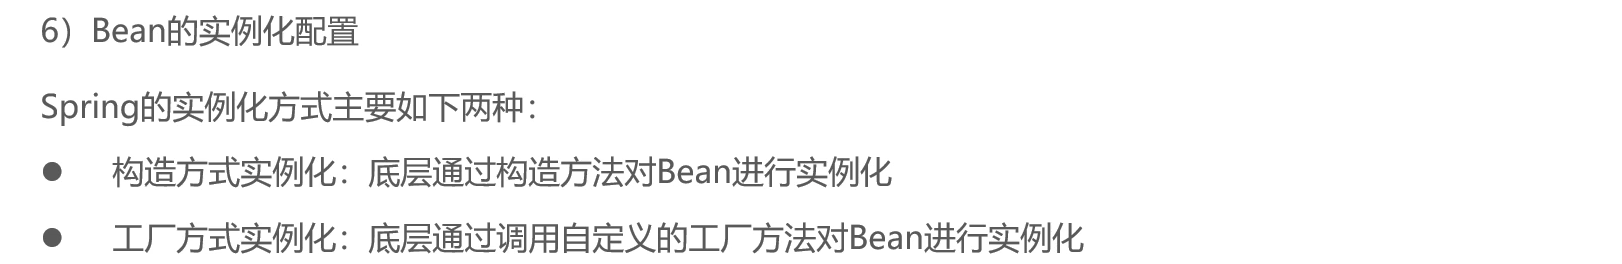 6）Bean的实例化配置
Spring的实例化方式主要如下两种：
● 构造方式实例化：底层通过构造方法对Bean进行实例化
● 工厂方式实例化：底层通过调用自定义的工厂方法对Bean进行实例化